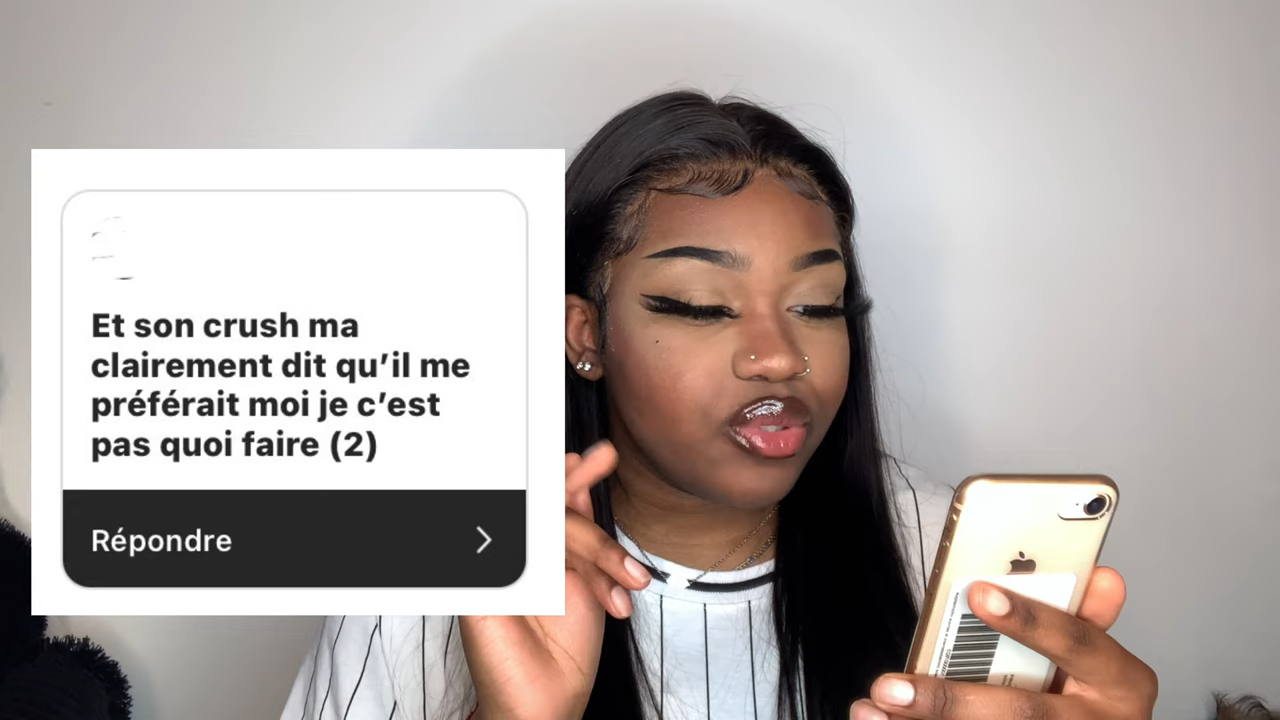 Et son crush ma
clairement dit qu’il me
préférait moi je c’est
pas quoi faire (2)
Répondre